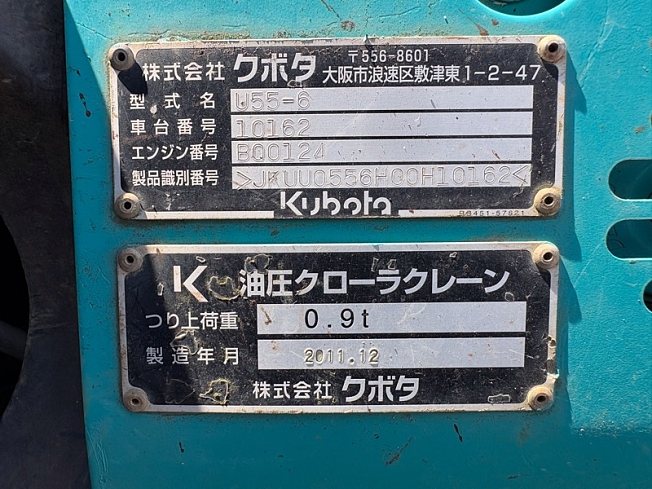 株式会社 クボタ 〒556-8601 大阪市浪速区敷津東1-2-47
型式名 U55-6
車台番号 10162
エンジン番号 BQ0124
製品識別番号 >JKUU0556H00H10162<
Kubota RG451-57521
K 油圧クローラクレーン
つり上荷重 0.9t
製造年月 2011.12
株式会社 クボタ